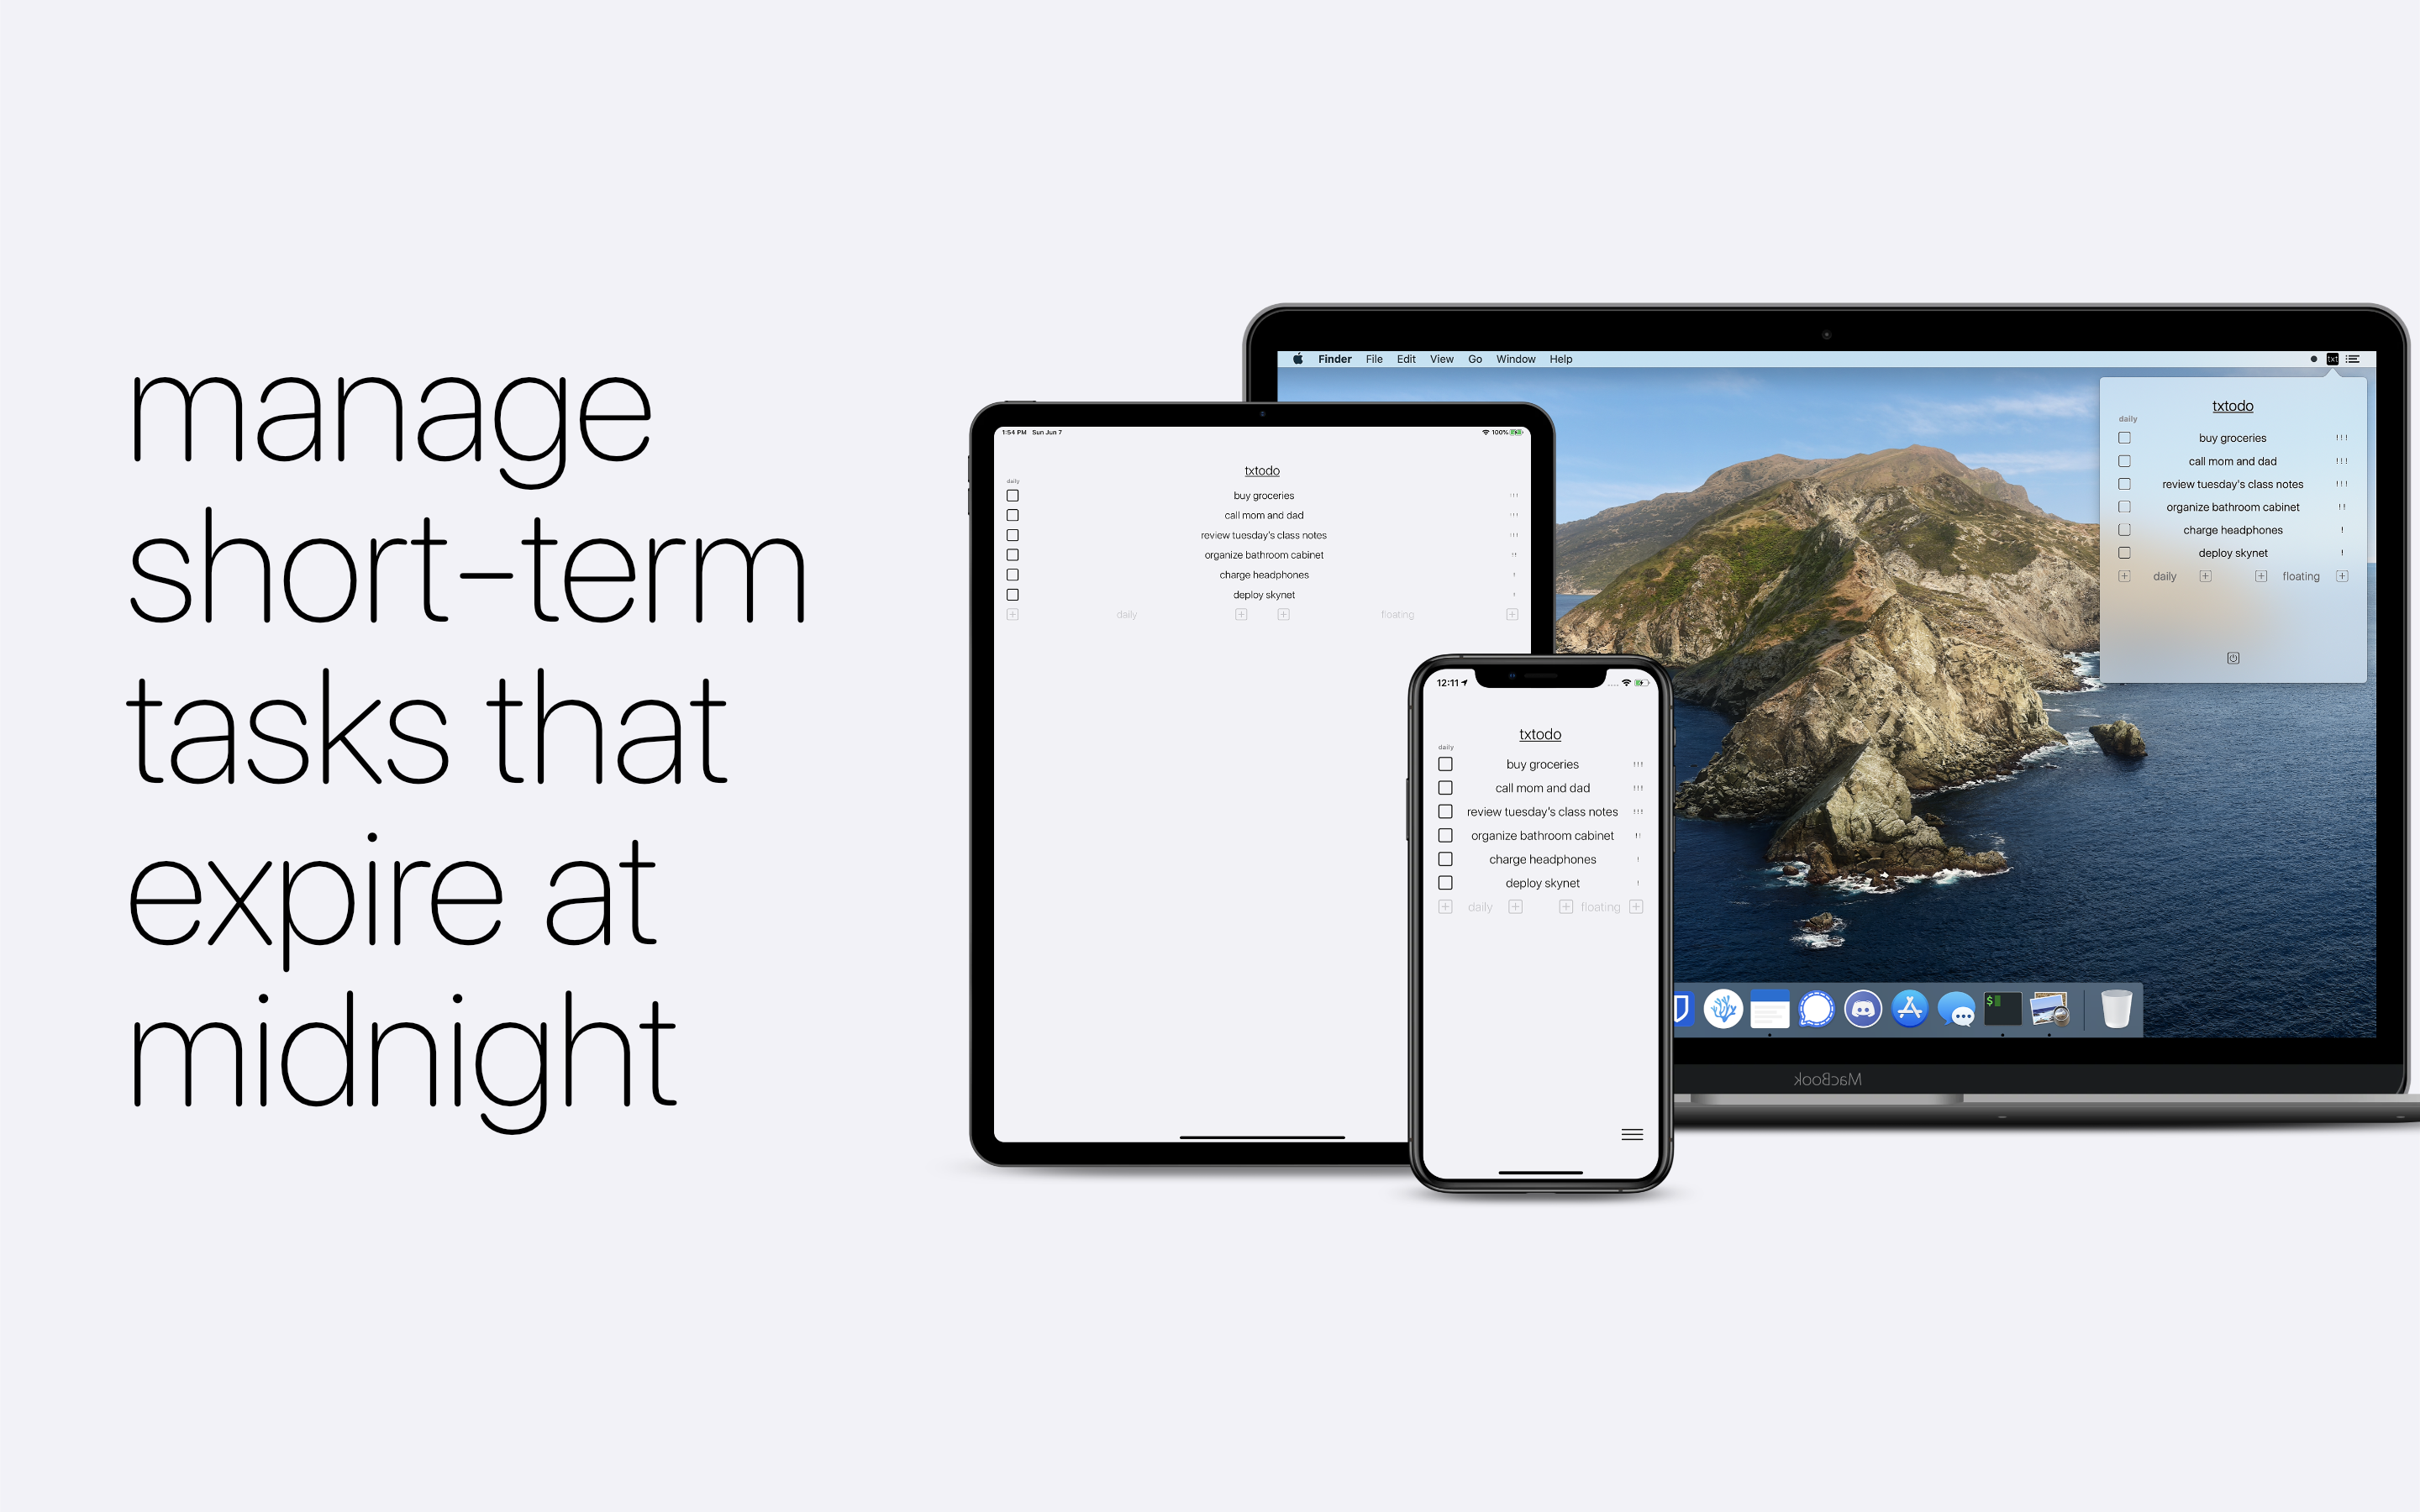 manage
short-term
tasks that
expire at
midnight
Finder File Edit View Go Window Help
txt
txtodo
daily
buy groceries !!!
call mom and dad !!!
review tuesday's class notes !!!
organize bathroom cabinet !!
charge headphones !
deploy skynet !
daily floating
1:54 PM Sun Jun 7 100%
txtodo
daily
buy groceries !!!
call mom and dad !!!
review tuesday's class notes !!!
organize bathroom cabinet !!
charge headphones !
deploy skynet !
daily floating
12:11
txtodo
daily
buy groceries !!!
call mom and dad !!!
review tuesday's class notes !!!
organize bathroom cabinet !!
charge headphones !
deploy skynet !
daily floating
$
MacBook